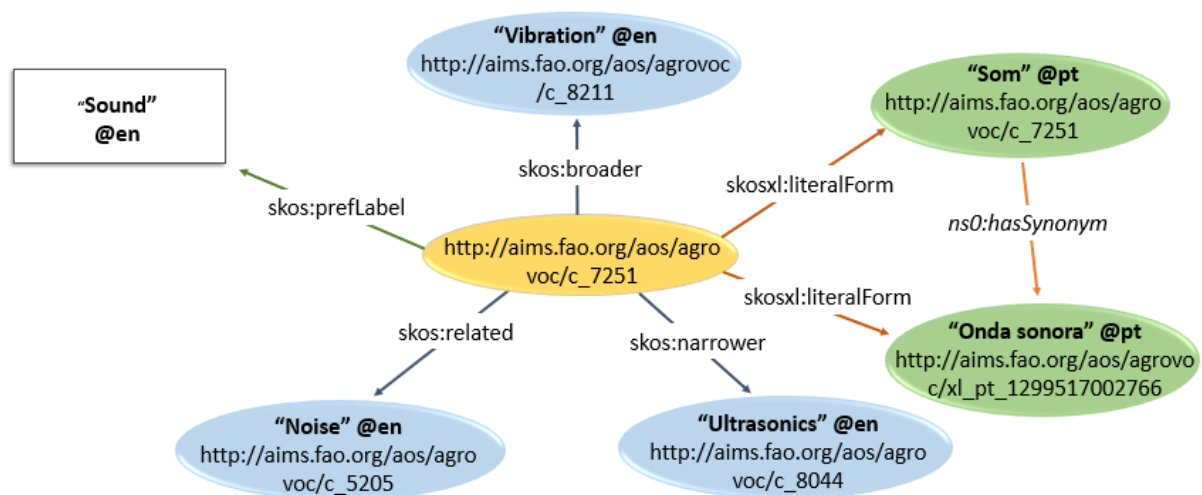 “Vibration” @en
http://aims.fao.org/aos/agrovoc
/c_8211
“Sound”
@en
“Som” @pt
http://aims.fao.org/aos/agro
voc/c_7251
skos:broader
skosxl:literalForm
skos:prefLabel
ns0:hasSynonym
http://aims.fao.org/aos/agro
voc/c_7251
skosxl:literalForm
skos:related
skos:narrower
“Onda sonora” @pt
http://aims.fao.org/aos/agrovo
c/xl_pt_1299517002766
“Noise” @en
http://aims.fao.org/aos/agro
voc/c_5205
“Ultrasonics” @en
http://aims.fao.org/aos/agro
voc/c_8044